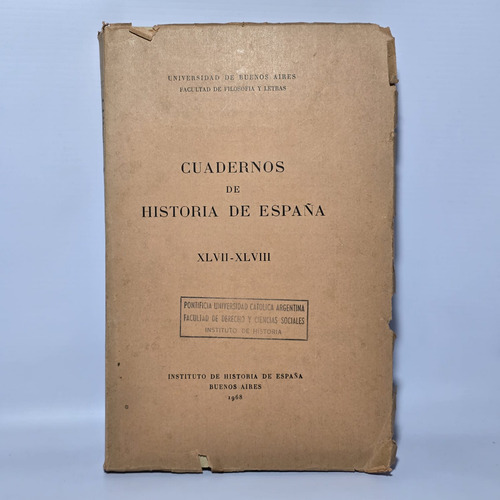 UNIVERSIDAD DE BUENOS AIRES
FACULTAD DE FILOSOFIA Y LETRAS
CUADERNOS
DE
HISTORIA DE ESPAÑA
XLVII-XLVIII
PONTIFICIA UNIVERSIDAD CATOLICA ARGENTINA
FACULTAD DE DERECHO Y CIENCIAS SOCIALES
INSTITUTO DE HISTORIA
INSTITUTO DE HISTORIA DE ESPAÑA
BUENOS AIRES
1968